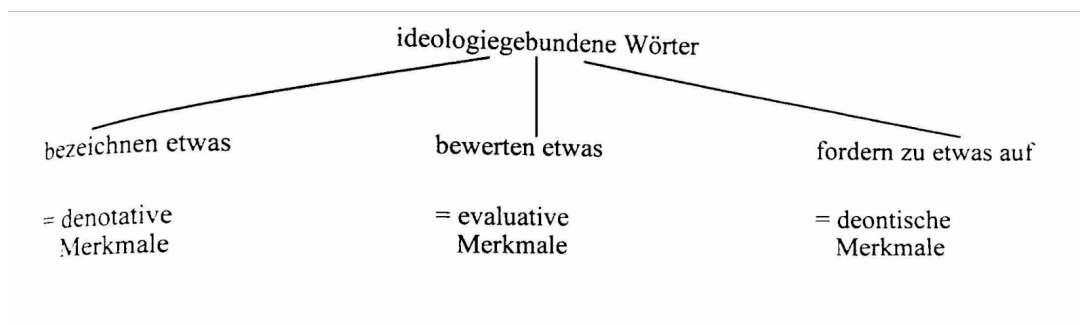 ideologiegebundene Wörter
bezeichnen etwas
bewerten etwas
fordern zu etwas auf
= denotative
Merkmale
= evaluative
Merkmale
= deontische
Merkmale